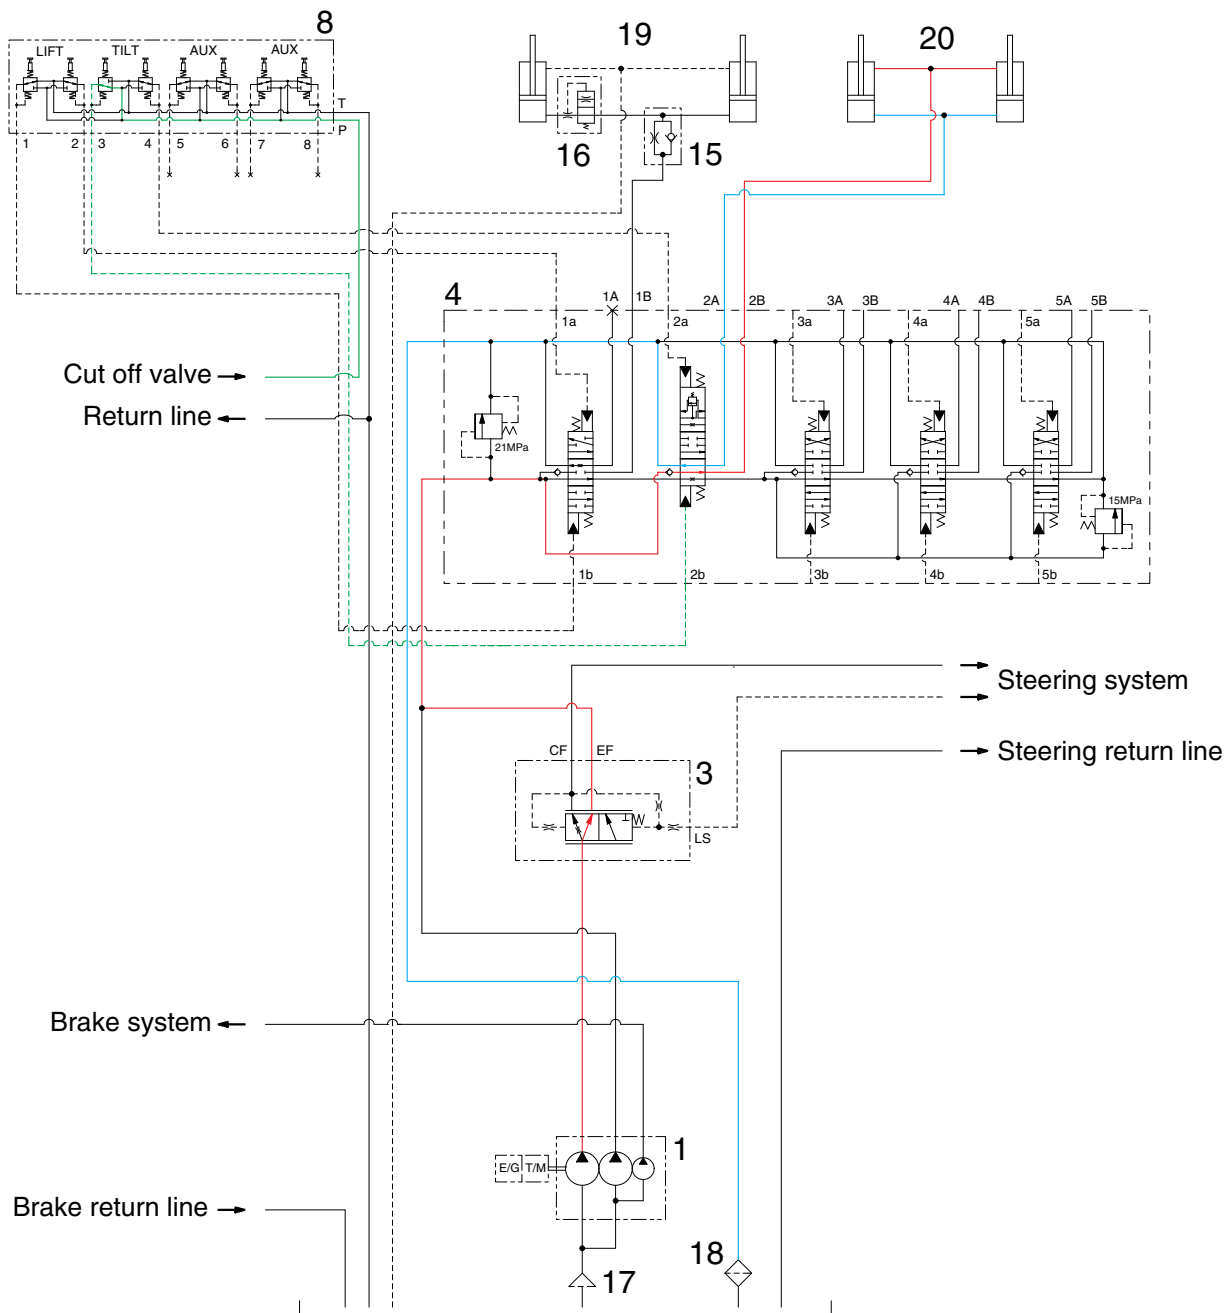 8
19
20
LIFT
TILT
AUX
AUX
T
P
1
2
3
4
5
6
7
8
16
15
4
1A
1B
2A
2B
3A
3B
4A
4B
5A
5B
1a
2a
3a
4a
5a
Cut off valve
Return line
21MPa
15MPa
1b
2b
3b
4b
5b
Steering system
CF
EF
3
Steering return line
LS
Brake system
1
E/G
T/M
Brake return line
17
18